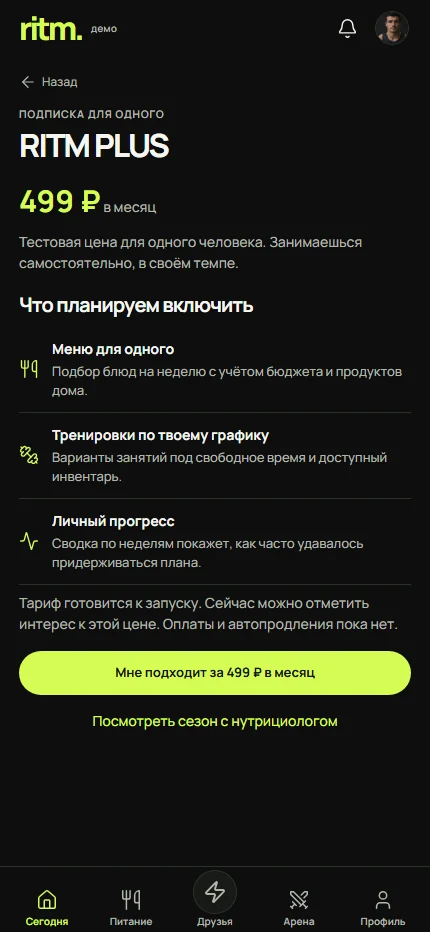 ritm. демо
Назад
ПОДПИСКА ДЛЯ ОДНОГО
RITM PLUS
499 ₽ в месяц
Тестовая цена для одного человека. Занимаешься
самостоятельно, в своём темпе.
Что планируем включить
Меню для одного
Подбор блюд на неделю с учётом бюджета и продуктов
дома.
Тренировки по твоему графику
Варианты занятий под свободное время и доступный
инвентарь.
Личный прогресс
Сводка по неделям покажет, как часто удавалось
придерживаться плана.
Тариф готовится к запуску. Сейчас можно отметить
интерес к этой цене. Оплаты и автопродления пока нет.
Мне подходит за 499 ₽ в месяц
Посмотреть сезон с нутрициологом
Сегодня Питание Друзья Арена Профиль